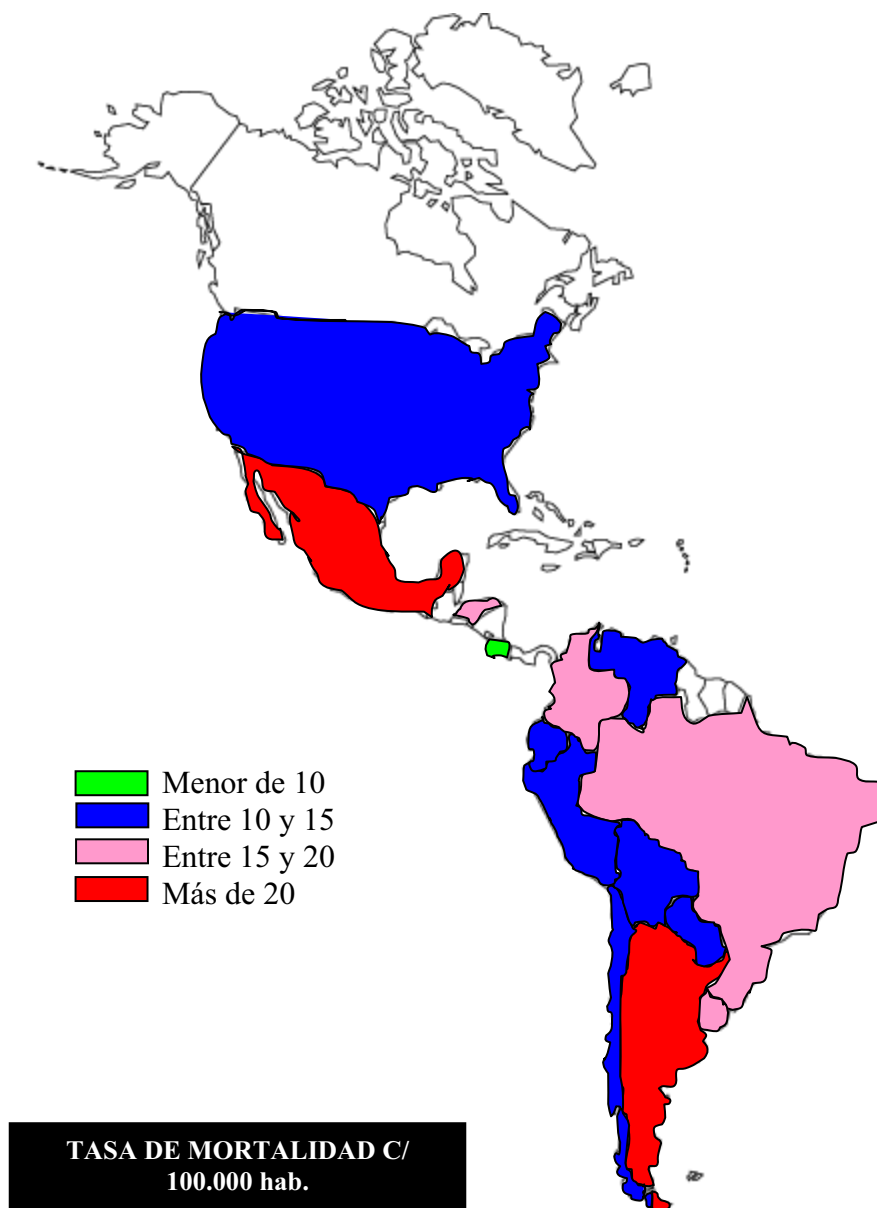 Menor de 10
Entre 10 y 15
Entre 15 y 20
Más de 20
TASA DE MORTALIDAD C/
100.000 hab.